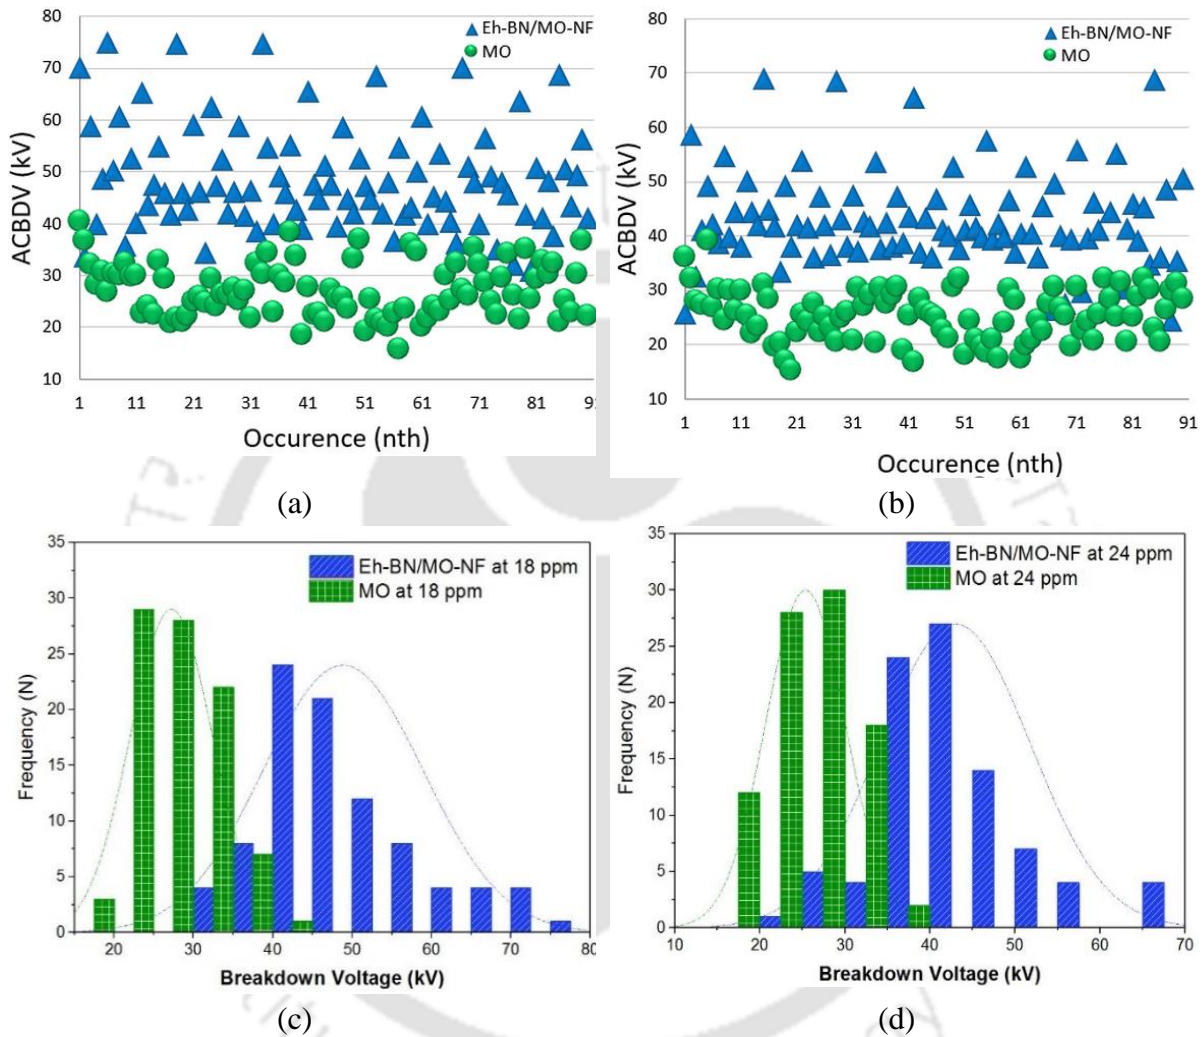 80
70
60
50
40
30
20
10
ACBDV (kV)
Eh-BN/MO-NF
MO
1 11 21 31 41 51 61 71 81 91
Occurence (nth)
(a)
80
70
60
50
40
30
20
10
ACBDV (kV)
Eh-BN/MO-NF
MO
1 11 21 31 41 51 61 71 81 91
Occurence (nth)
(b)
35
30
25
20
15
10
5
0
Frequency (N)
Eh-BN/MO-NF at 18 ppm
MO at 18 ppm
20 30 40 50 60 70 80
Breakdown Voltage (kV)
(c)
35
30
25
20
15
10
5
0
Frequency (N)
Eh-BN/MO-NF at 24 ppm
MO at 24 ppm
10 20 30 40 50 60 70
Breakdown Voltage (kV)
(d)